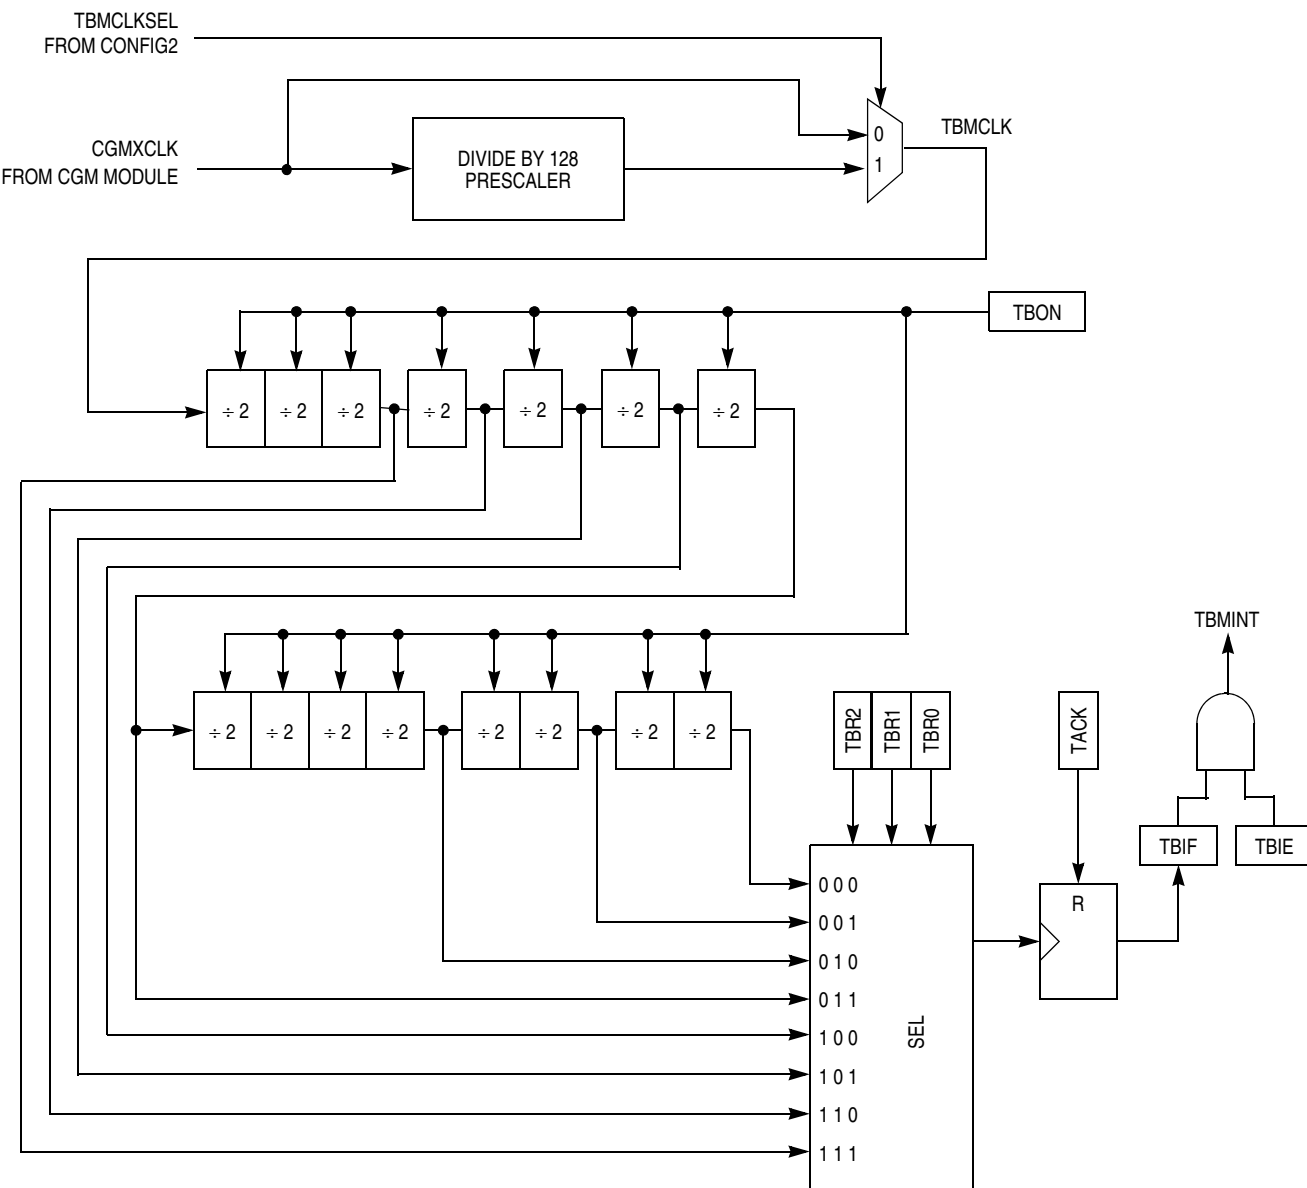 TBMCLKSEL
FROM CONFIG2
CGMXCLK
FROM CGM MODULE
DIVIDE BY 128
PRESCALER
0
1
TBMCLK
TBON
÷ 2
÷ 2
÷ 2
÷ 2
÷ 2
÷ 2
÷ 2
TBMINT
÷ 2
÷ 2
÷ 2
÷ 2
÷ 2
÷ 2
÷ 2
÷ 2
TBR2
TBR1
TBR0
TACK
TBIF
TBIE
R
0 0 0
0 0 1
0 1 0
0 1 1
1 0 0
1 0 1
1 1 0
1 1 1
SEL